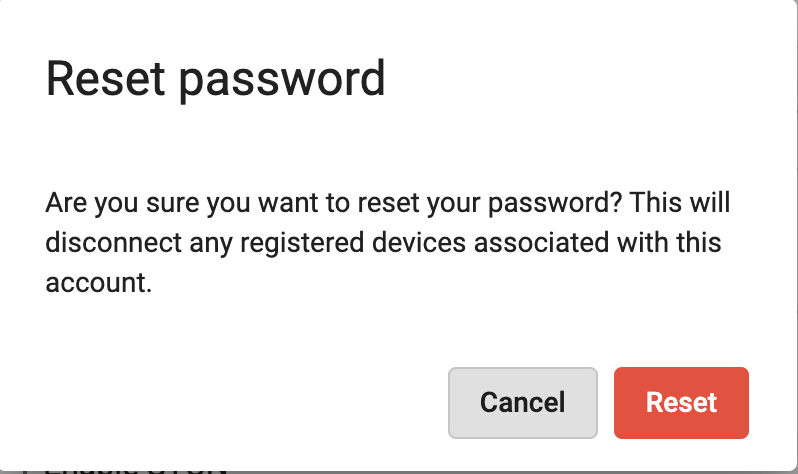 Reset password
Are you sure you want to reset your password? This will
disconnect any registered devices associated with this
account.
Cancel
Reset